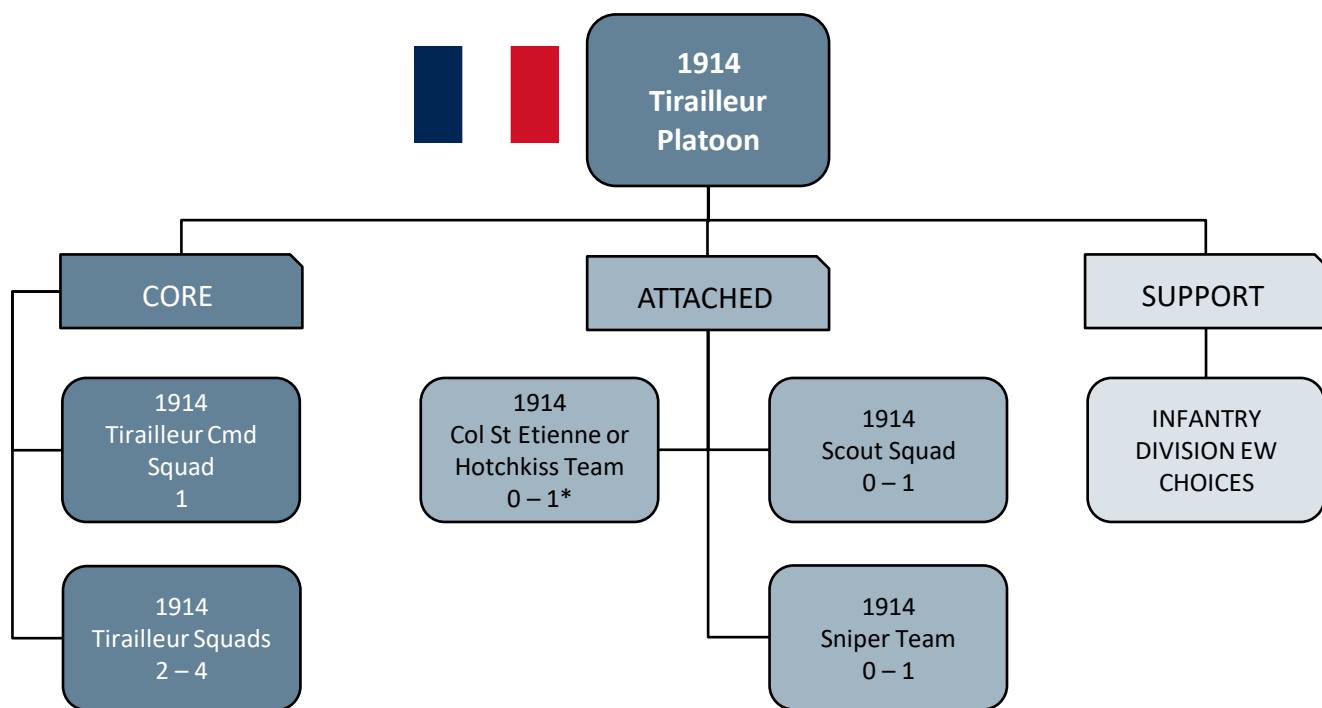 1914
Tirailleur
Platoon
CORE
ATTACHED
SUPPORT
1914
Tirailleur Cmd
Squad
1
1914
Col St Etienne or
Hotchkiss Team
0 – 1*
1914
Scout Squad
0 – 1
INFANTRY
DIVISION EW
CHOICES
1914
Tirailleur Squads
2 – 4
1914
Sniper Team
0 – 1